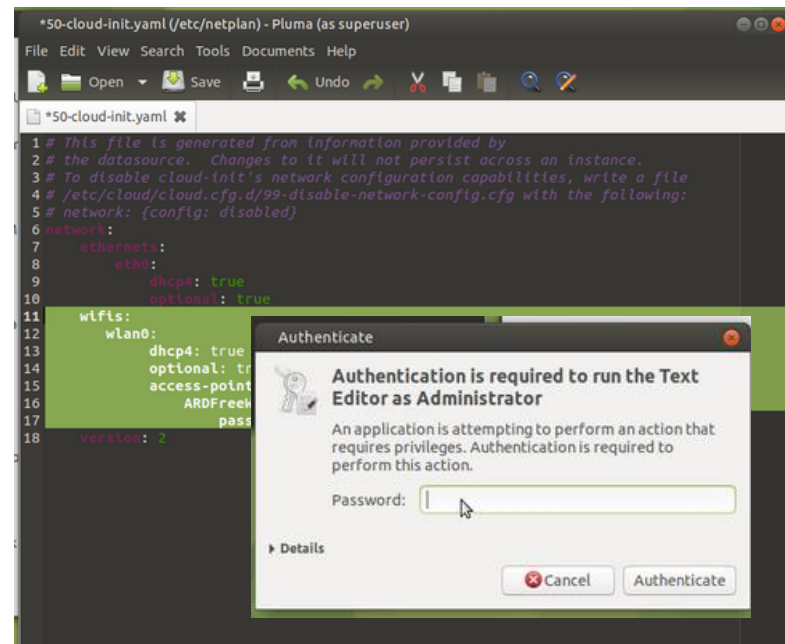 *50-cloud-init.yaml (/etc/netplan) - Pluma (as superuser)
File Edit View Search Tools Documents Help
Open Save Undo
*50-cloud-init.yaml
1 # This file is generated from information provided by
2 # the datasource.  Changes to it will not persist across an instance.
3 # To disable cloud-init's network configuration capabilities, write a file
4 # /etc/cloud/cloud.cfg.d/99-disable-network-config.cfg with the following:
5 # network: {config: disabled}
6 network:
7     ethernets:
8         eth0:
9             dhcp4: true
10             optional: true
11     wifis:
12        wlan0:
13             dhcp4: true
14             optional: tr
15             access-point
16                 ARDFree
17                     pass
18     version: 2
Authenticate
Authentication is required to run the Text
Editor as Administrator
An application is attempting to perform an action that
requires privileges. Authentication is required to
perform this action.
Password:
Details
Cancel Authenticate